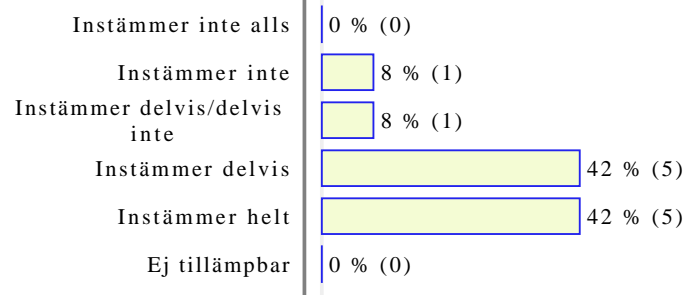 Instämmer inte alls 0 % (0)
Instämmer inte 8 % (1)
Instämmer delvis/delvis
inte 8 % (1)
Instämmer delvis 42 % (5)
Instämmer helt 42 % (5)
Ej tillämpbar 0 % (0)